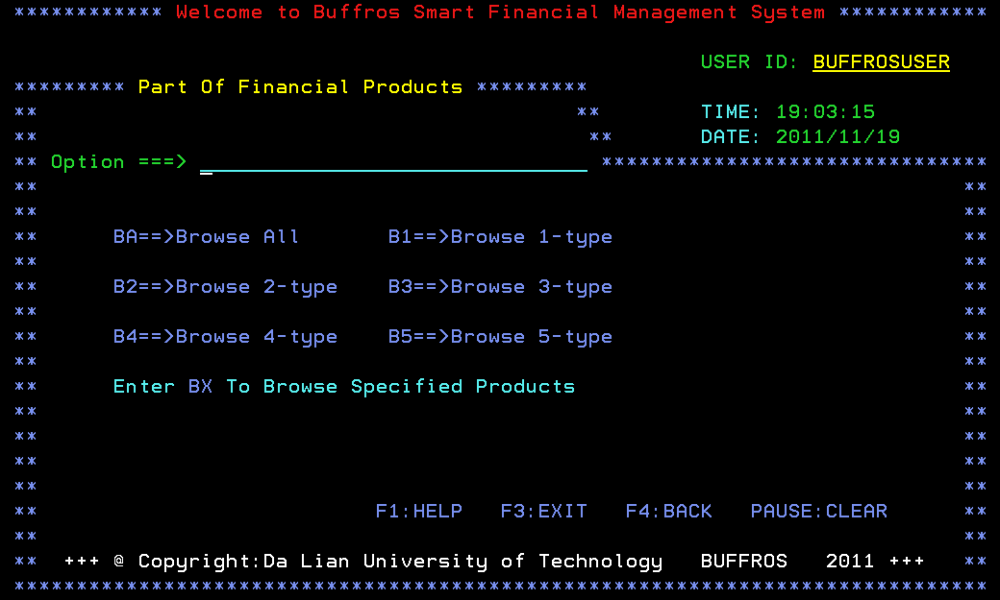 ************ Welcome to Buffros Smart Financial Management System ************
USER ID: BUFFROSUSER
********* Part Of Financial Products *********
** ** TIME: 19:03:15
** ** DATE: 2011/11/19
** Option ===> _______________________________ *******************************
** **
** **
** BA==>Browse All B1==>Browse 1-type **
** **
** B2==>Browse 2-type B3==>Browse 3-type **
** **
** B4==>Browse 4-type B5==>Browse 5-type **
** **
** Enter BX To Browse Specified Products **
** **
** **
** **
** **
** F1:HELP F3:EXIT F4:BACK PAUSE:CLEAR **
** **
** +++ @ Copyright:Da Lian University of Technology BUFFROS 2011 +++ **
******************************************************************************